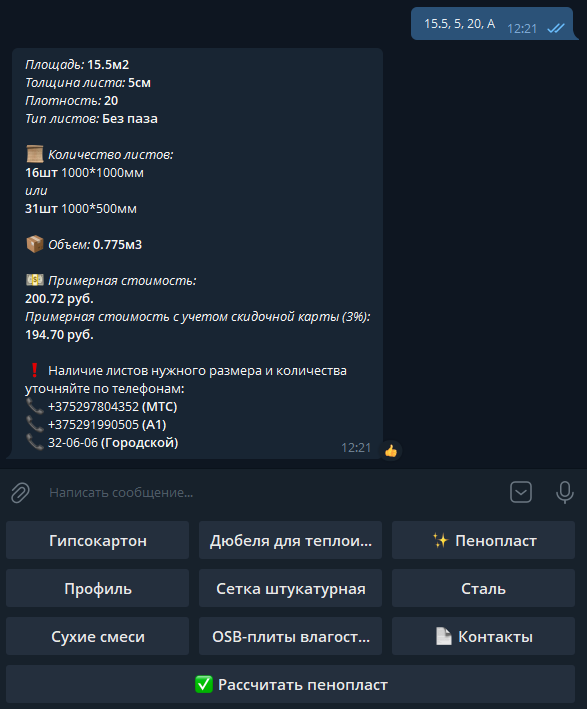 15.5, 5, 20, А
12:21
Площадь: 15.5м2
Толщина листа: 5см
Плотность: 20
Тип листов: Без паза
Количество листов:
16шт 1000*1000мм
или
31шт 1000*500мм
Объем: 0.775м3
Примерная стоимость:
200.72 руб.
Примерная стоимость с учетом скидочной карты (3%):
194.70 руб.
Наличие листов нужного размера и количества
уточняйте по телефонам:
+375297804352 (МТС)
+375291990505 (А1)
32-06-06 (Городской)
12:21
Написать сообщение...
Гипсокартон
Дюбеля для теплои...
Пенопласт
Профиль
Сетка штукатурная
Сталь
Сухие смеси
OSB-плиты влагост...
Контакты
Рассчитать пенопласт